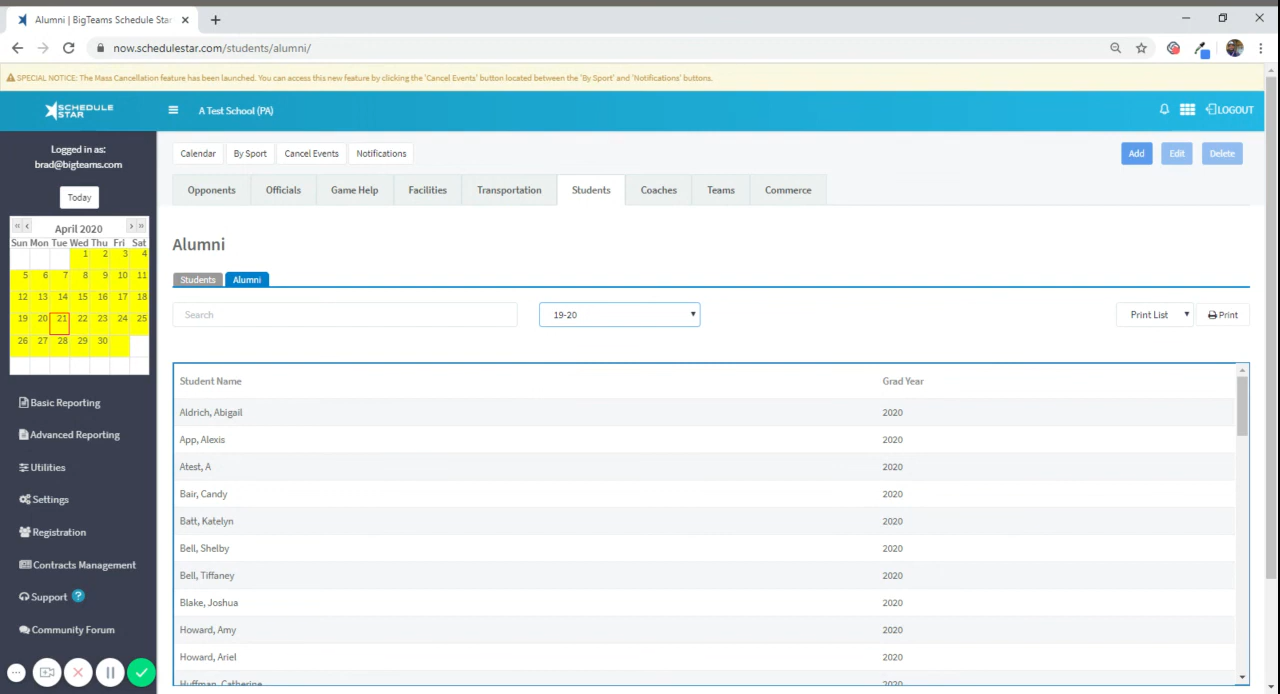 Alumni | BigTeams Schedule Star
now.schedulestar.com/students/alumni/
SPECIAL NOTICE: The Mass Cancellation feature has been launched. You can access this new feature by clicking the 'Cancel Events' button located between the 'By Sport' and 'Notifications' buttons.
SCHEDULE STAR
A Test School (PA)
LOGOUT
Logged in as:
brad@bigteams.com
Today
« ‹ April 2020 › »
Sun Mon Tue Wed Thu Fri Sat
1 2 3 4
5 6 7 8 9 10 11
12 13 14 15 16 17 18
19 20 21 22 23 24 25
26 27 28 29 30
Basic Reporting
Advanced Reporting
Utilities
Settings
Registration
Contracts Management
Support ?
Community Forum
Calendar By Sport Cancel Events Notifications
Add Edit Delete
Opponents Officials Game Help Facilities Transportation Students Coaches Teams Commerce
Alumni
Students Alumni
Search 19-20 Print List Print
Student Name Grad Year
Aldrich, Abigail 2020
App, Alexis 2020
Atest, A 2020
Bair, Candy 2020
Batt, Katelyn 2020
Bell, Shelby 2020
Bell, Tiffaney 2020
Blake, Joshua 2020
Howard, Amy 2020
Howard, Ariel 2020
Huffman, Catherine 2020